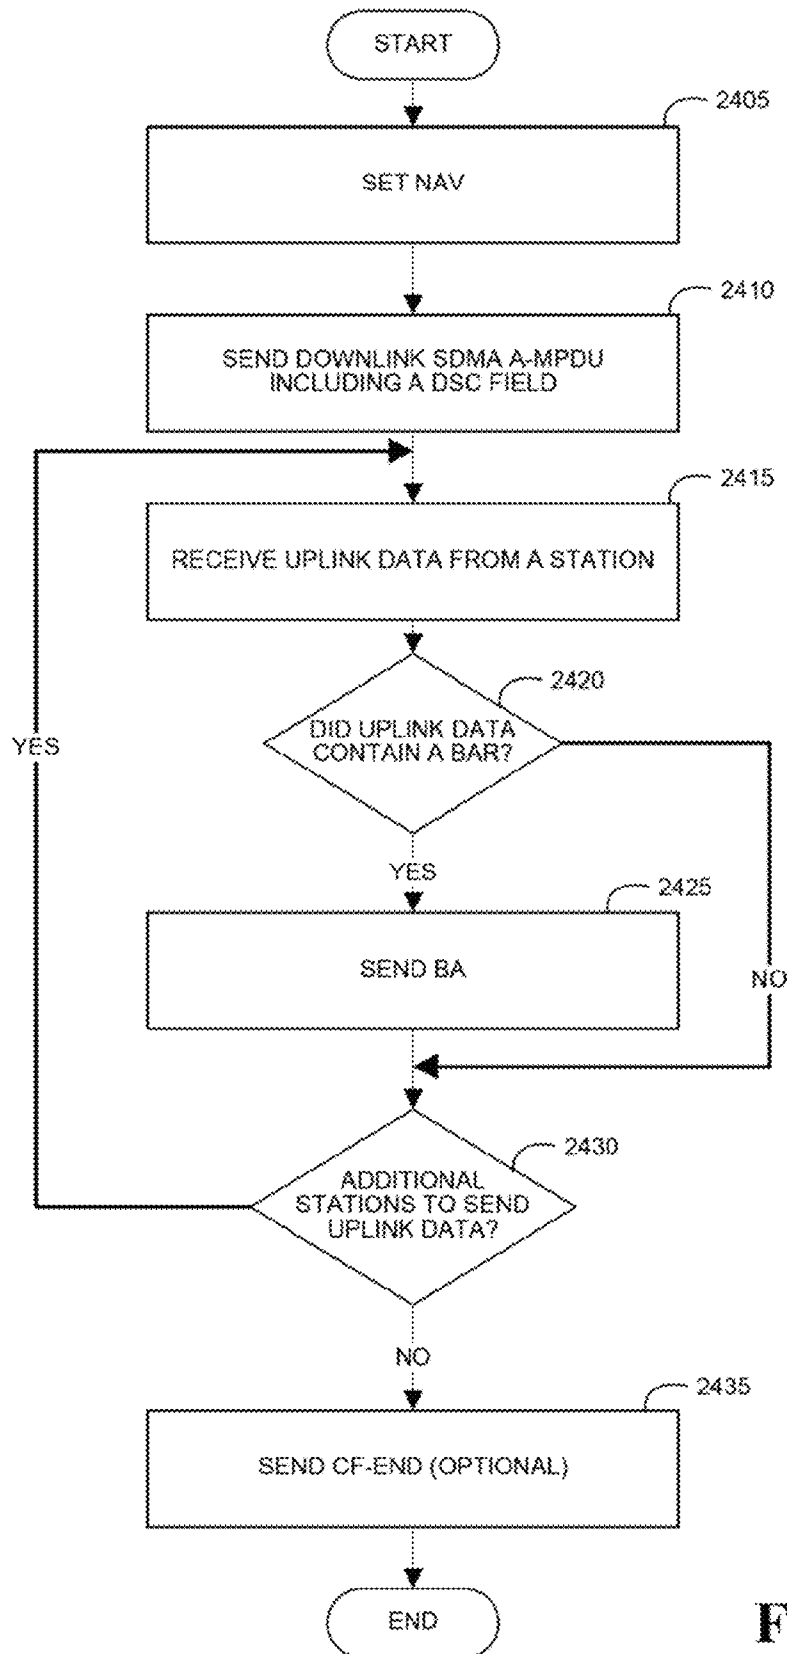 START
2405
SET NAV
2410
SEND DOWNLINK SDMA A-MPDU
INCLUDING A DSC FIELD
2415
RECEIVE UPLINK DATA FROM A STATION
2420
DID UPLINK DATA
CONTAIN A BAR?
YES
YES
2425
SEND BA
NO
2430
ADDITIONAL
STATIONS TO SEND
UPLINK DATA?
NO
2435
SEND CF-END (OPTIONAL)
END
F